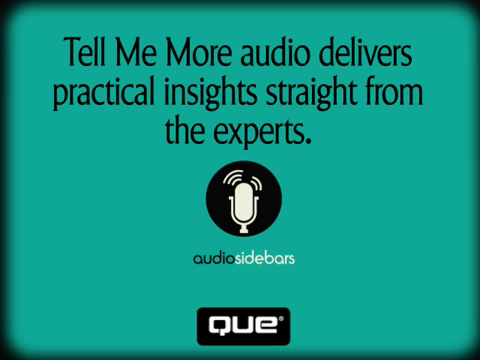 Tell Me More audio delivers
practical insights straight from
the experts.
audiosidebars
QUE®